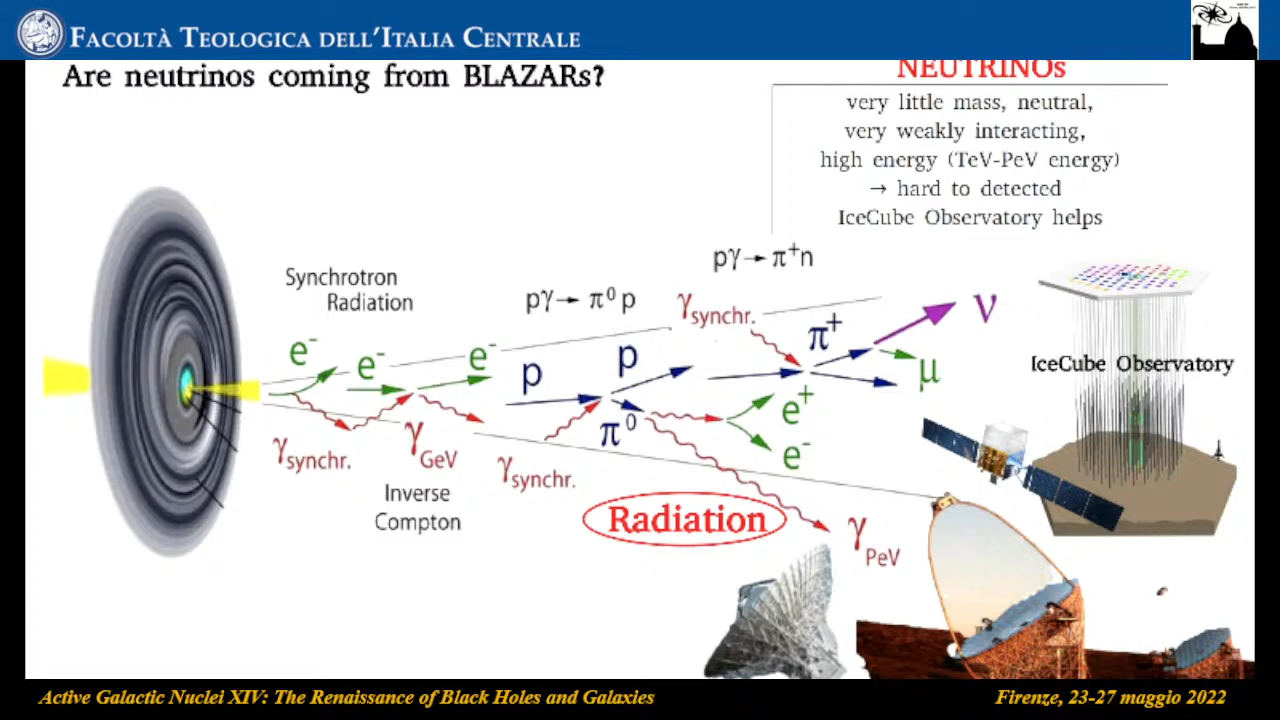 FACOLTÀ TEOLOGICA DELL'ITALIA CENTRALE
Are neutrinos coming from BLAZARs?
NEUTRINOs
very little mass, neutral,
very weakly interacting,
high energy (TeV-PeV energy)
→ hard to detected
IceCube Observatory helps
pγ→ π⁺n
Synchrotron
Radiation
pγ→ π⁰ p
γsynchr.
ν
π⁺
e⁻
e⁻
e⁻
p
p
μ
IceCube Observatory
e⁺
π⁰
e⁻
γsynchr.
γGeV
γsynchr.
Inverse
Compton
Radiation
γPeV
Active Galactic Nuclei XIV: The Renaissance of Black Holes and Galaxies
Firenze, 23-27 maggio 2022